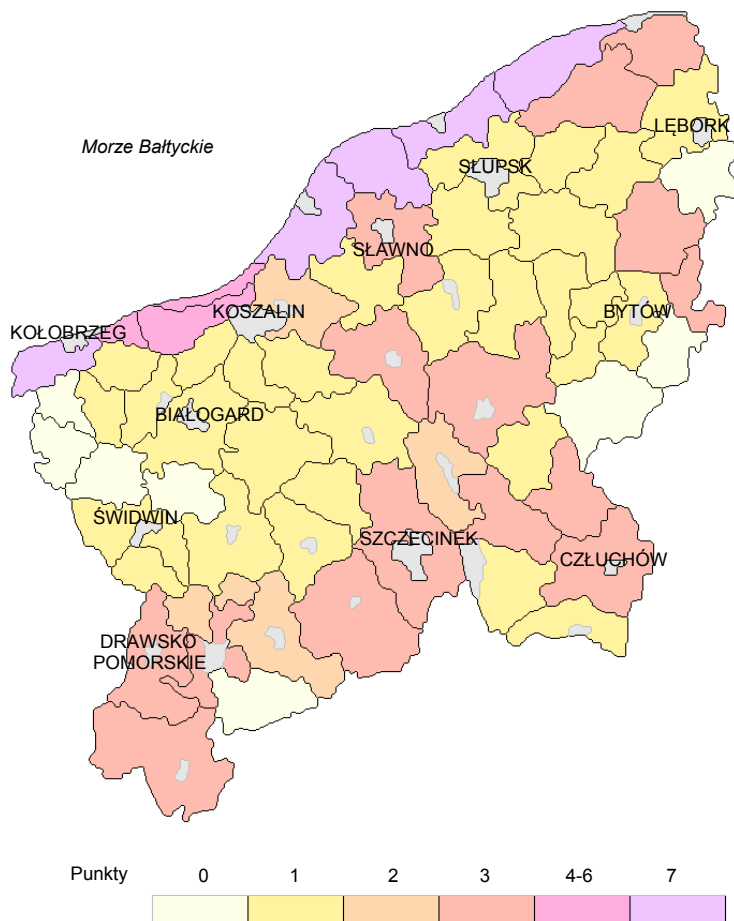 Morze Bałtyckie
LĘBORK
SŁUPSK
SŁAWNO
KOSZALIN
BYTÓW
KOŁOBRZEG
BIAŁOGARD
ŚWIDWIN
SZCZECINEK
CZŁUCHÓW
DRAWSKO
POMORSKIE
Punkty 0 1 2 3 4-6 7